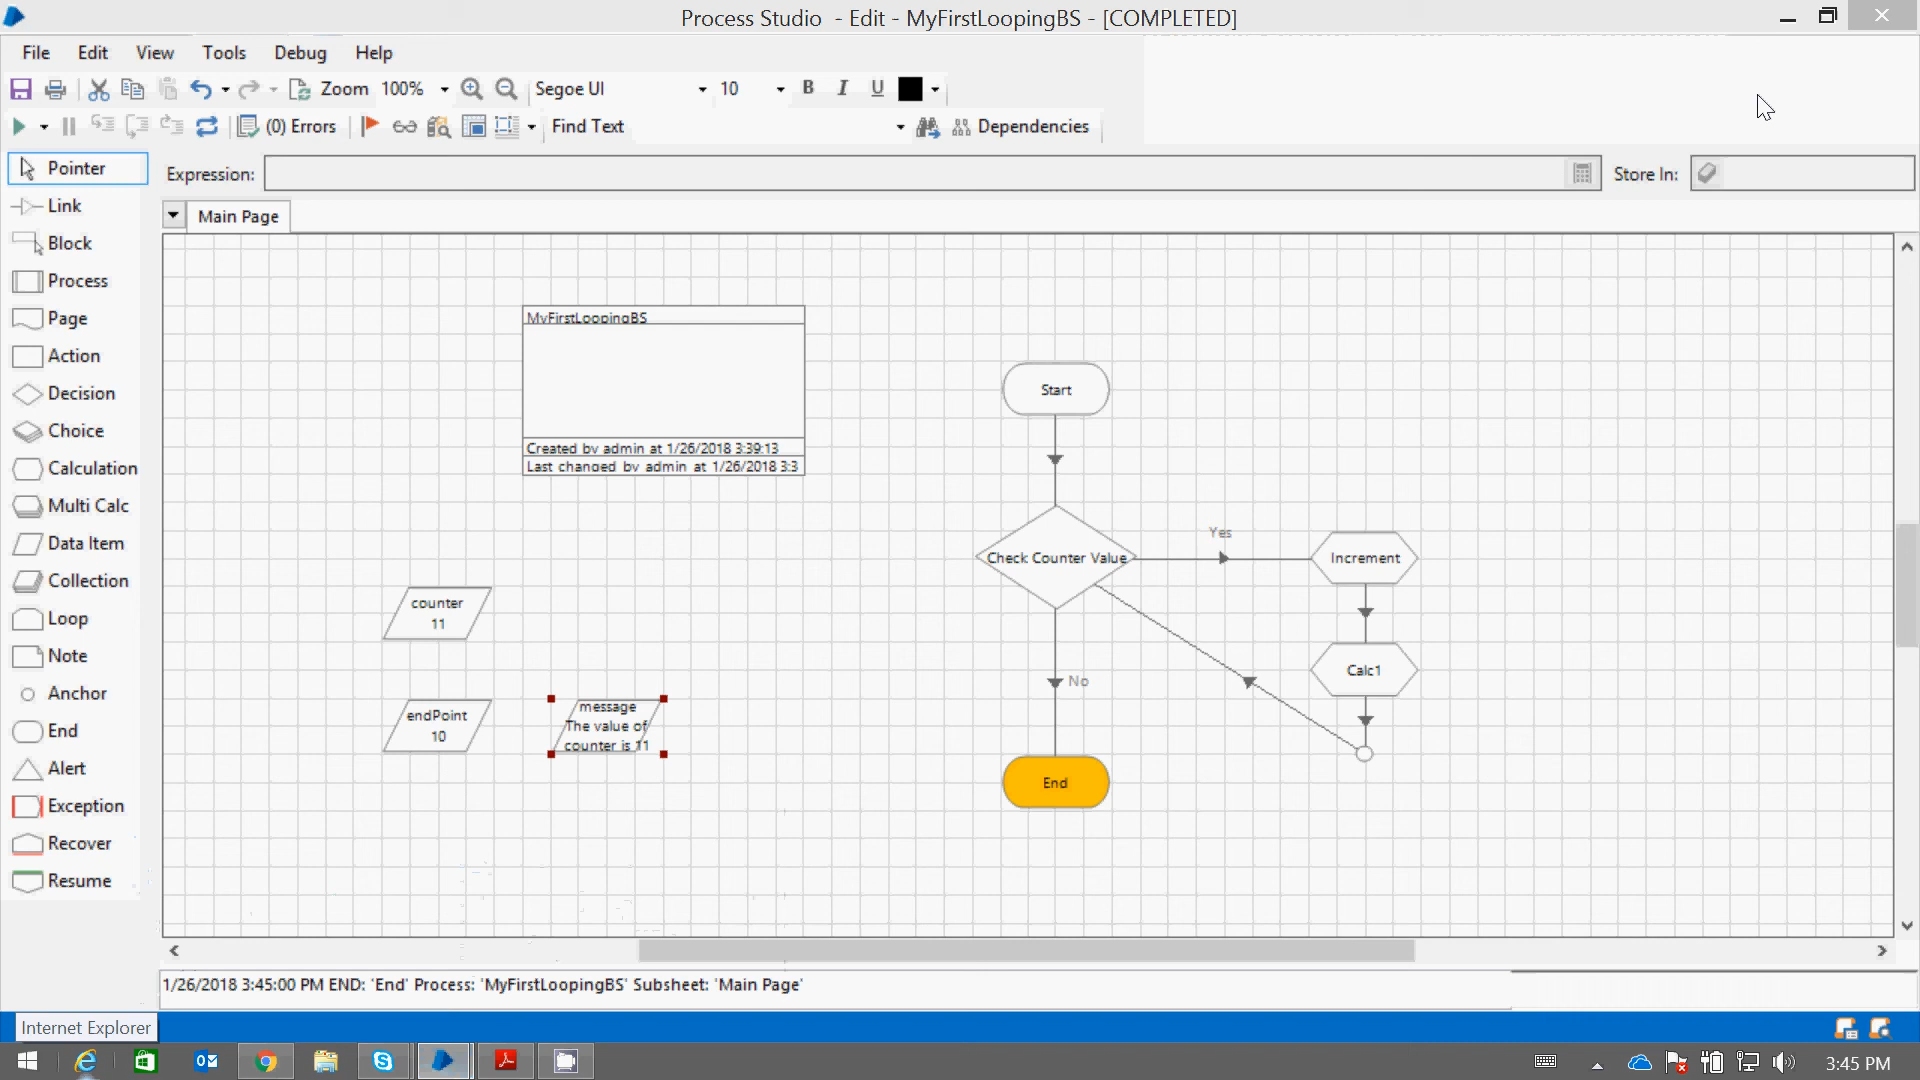 Process Studio  - Edit - MyFirstLoopingBS - [COMPLETED]
File Edit View Tools Debug Help
Zoom 100% Segoe UI 10 B I U
(0) Errors Find Text Dependencies
Pointer
Expression: Store In:
Link
Main Page
Block
Process
Page
Action
Decision
Choice
Calculation
Multi Calc
Data Item
Collection
Loop
Note
Anchor
End
Alert
Exception
Recover
Resume
MyFirstLoopingBS
Created by admin at 1/26/2018 3:39:13
Last changed by admin at 1/26/2018 3:3
Start
Check Counter Value
Yes
Increment
counter
11
Calc1
No
endPoint
10
message
The value of
counter is 11
End
1/26/2018 3:45:00 PM END: 'End' Process: 'MyFirstLoopingBS' Subsheet: 'Main Page'
Internet Explorer
3:45 PM